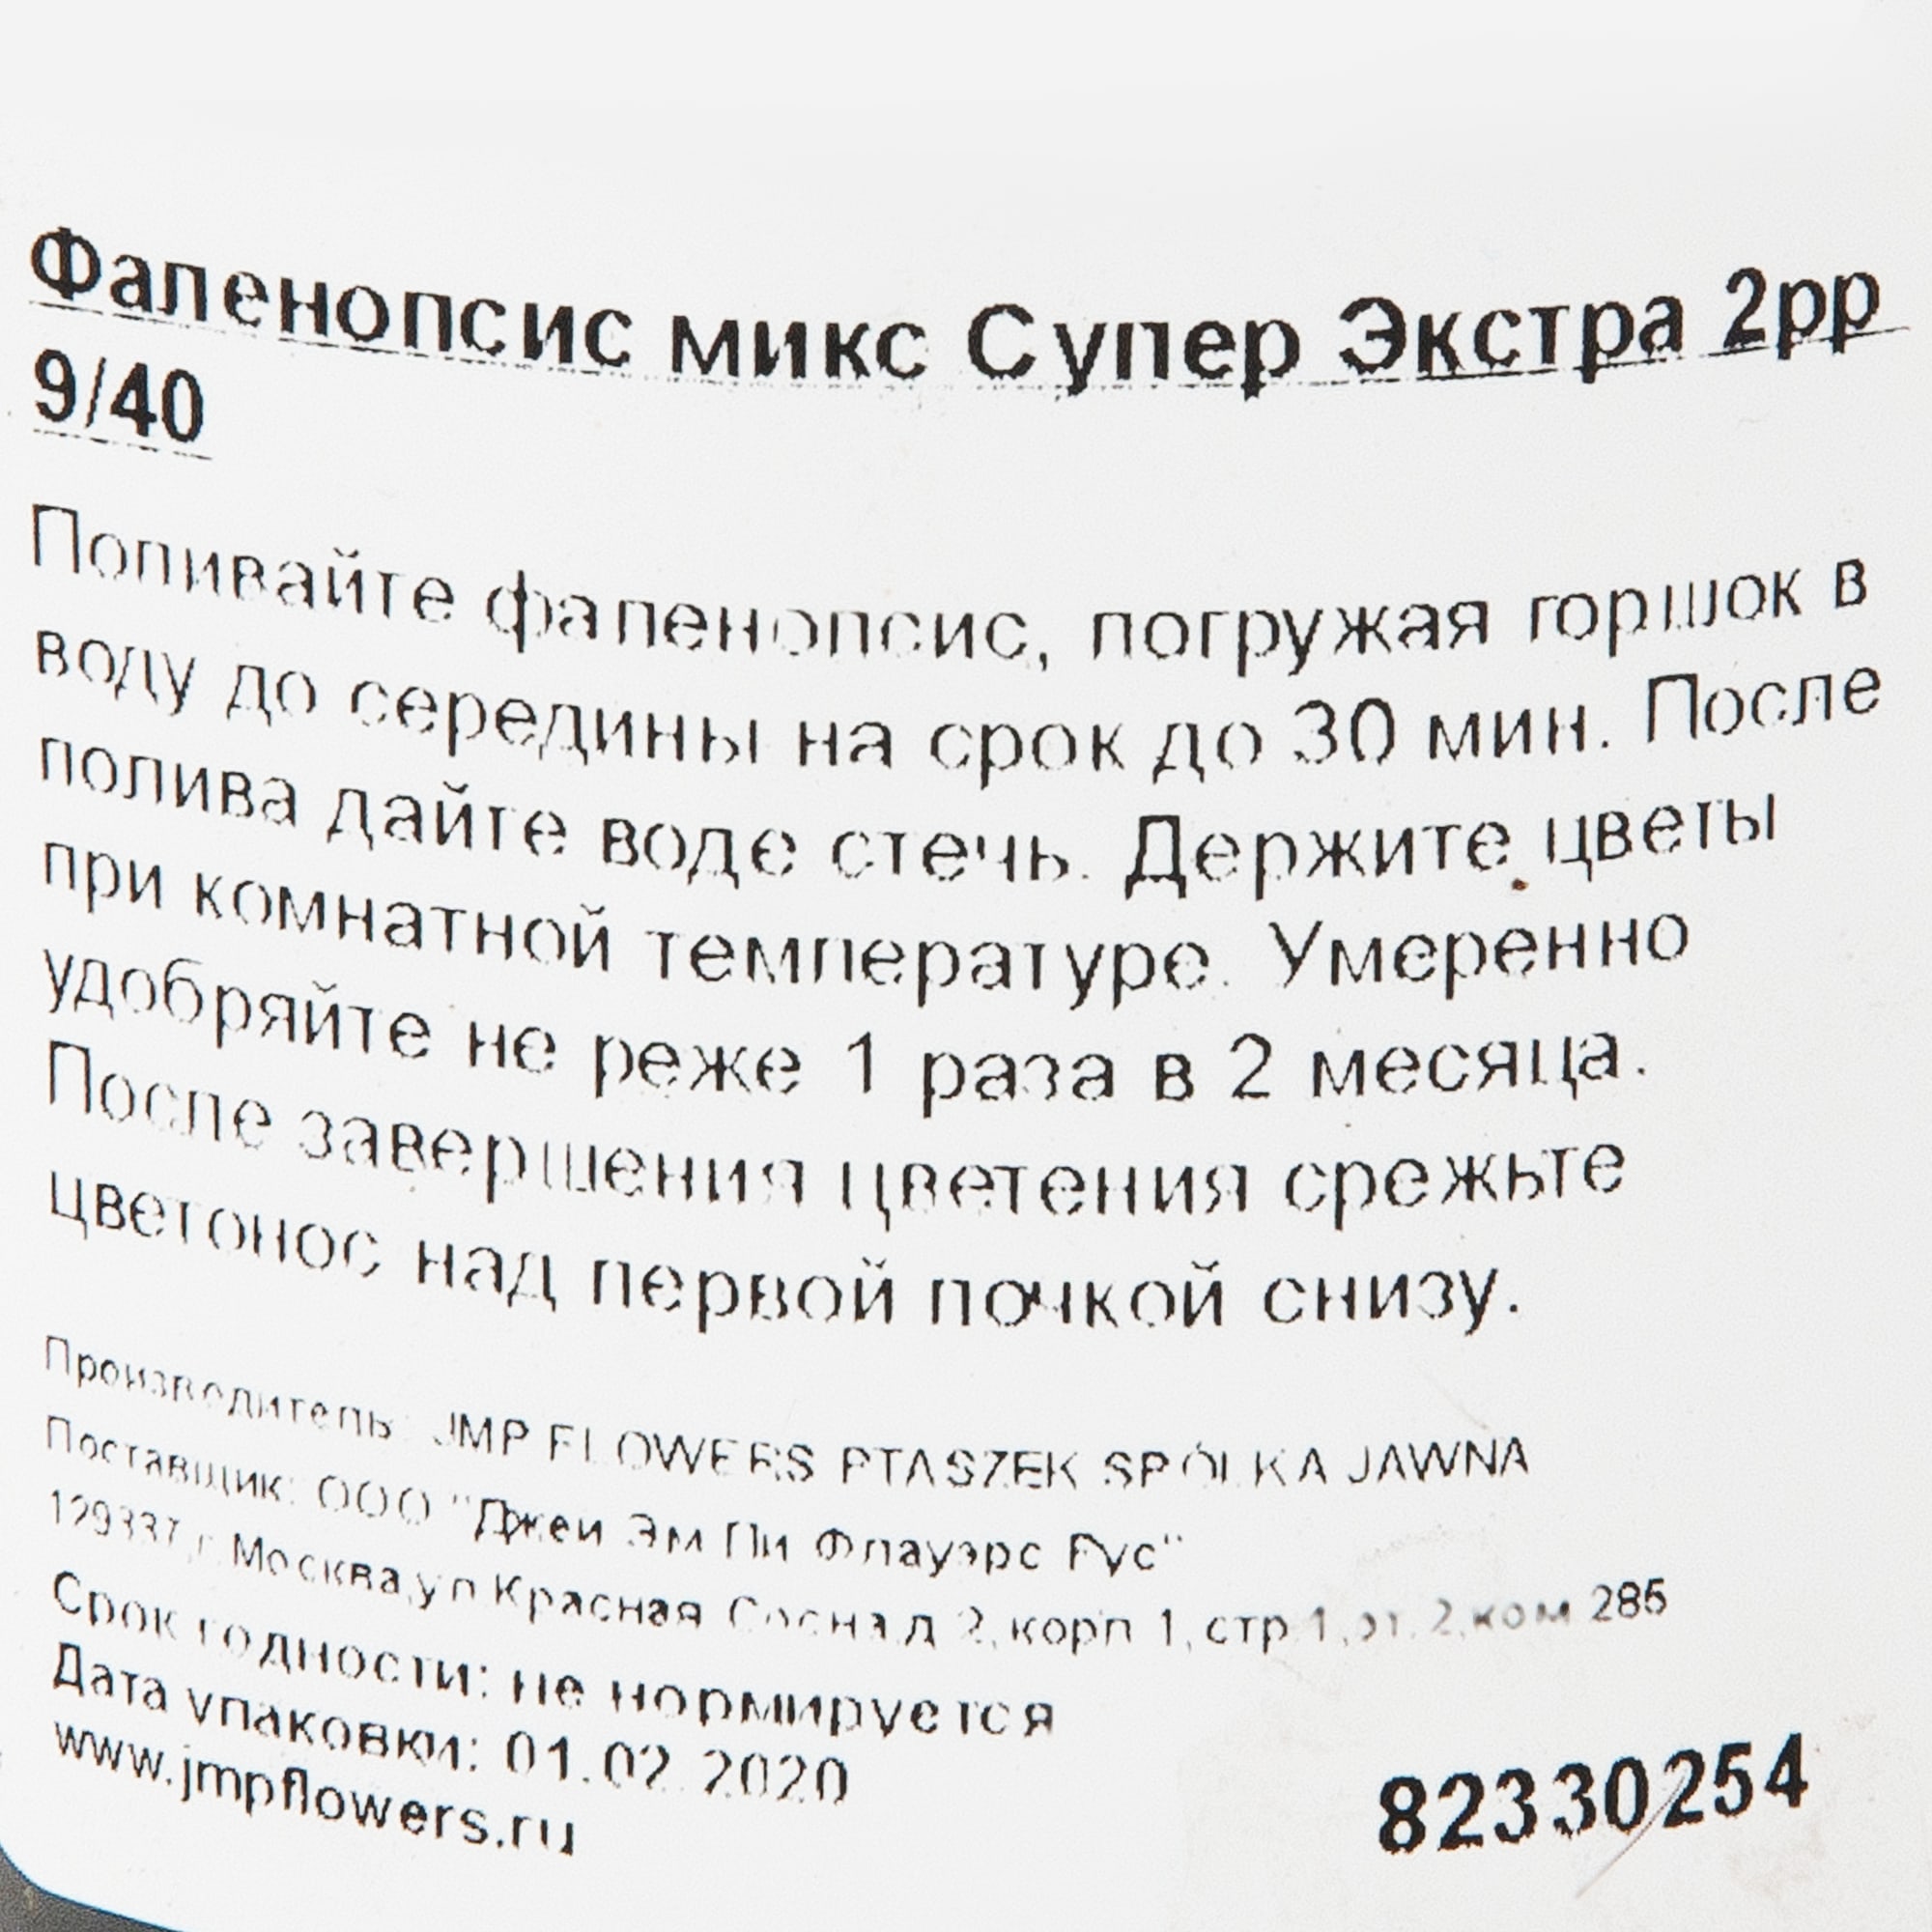 Фаленопсис микс Супер Экстра 2рр
9/40
Поливайте фаленопсис, погружая горшок в
воду до середины на срок до 30 мин. После
полива дайте воде стечь. Держите цветы
при комнатной температуре. Умеренно
удобряйте не реже 1 раза в 2 месяца.
После завершения цветения срежьте
цветонос над первой почкой снизу.
Производитель: JMP FLOWERS PTASZEK SPÓLKA JAWNA
Поставщик: ООО "Джей Эм Пи Флауэрс Рус"
129337,г.Москва,ул Красная Сосна,д 2,корп 1,стр 1,эт.2,ком 285
Срок годности: не нормируется
Дата упаковки: 01.02.2020
www.jmpflowers.ru
82330254